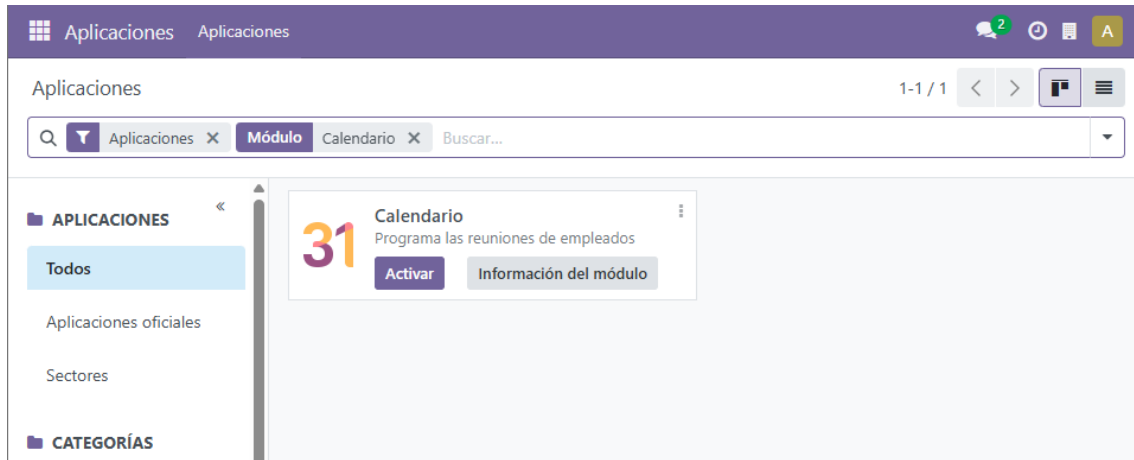 Aplicaciones Aplicaciones 2 A
Aplicaciones 1-1 / 1
Aplicaciones Módulo Calendario Buscar...
APLICACIONES
Todos
Aplicaciones oficiales
Sectores
CATEGORÍAS
31 Calendario
Programa las reuniones de empleados
Activar Información del módulo